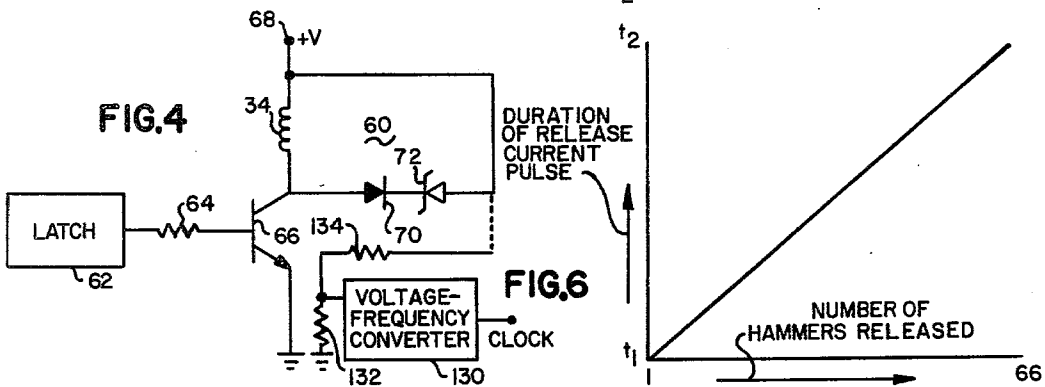 68
+V
34
FIG.4
60
72
LATCH
64
66
70
134
62
VOLTAGE-
FREQUENCY
CONVERTER
CLOCK
132
130
FIG.6
t2
DURATION
OF RELEASE
CURRENT
PULSE
NUMBER OF
HAMMERS RELEASED
t1
1
66